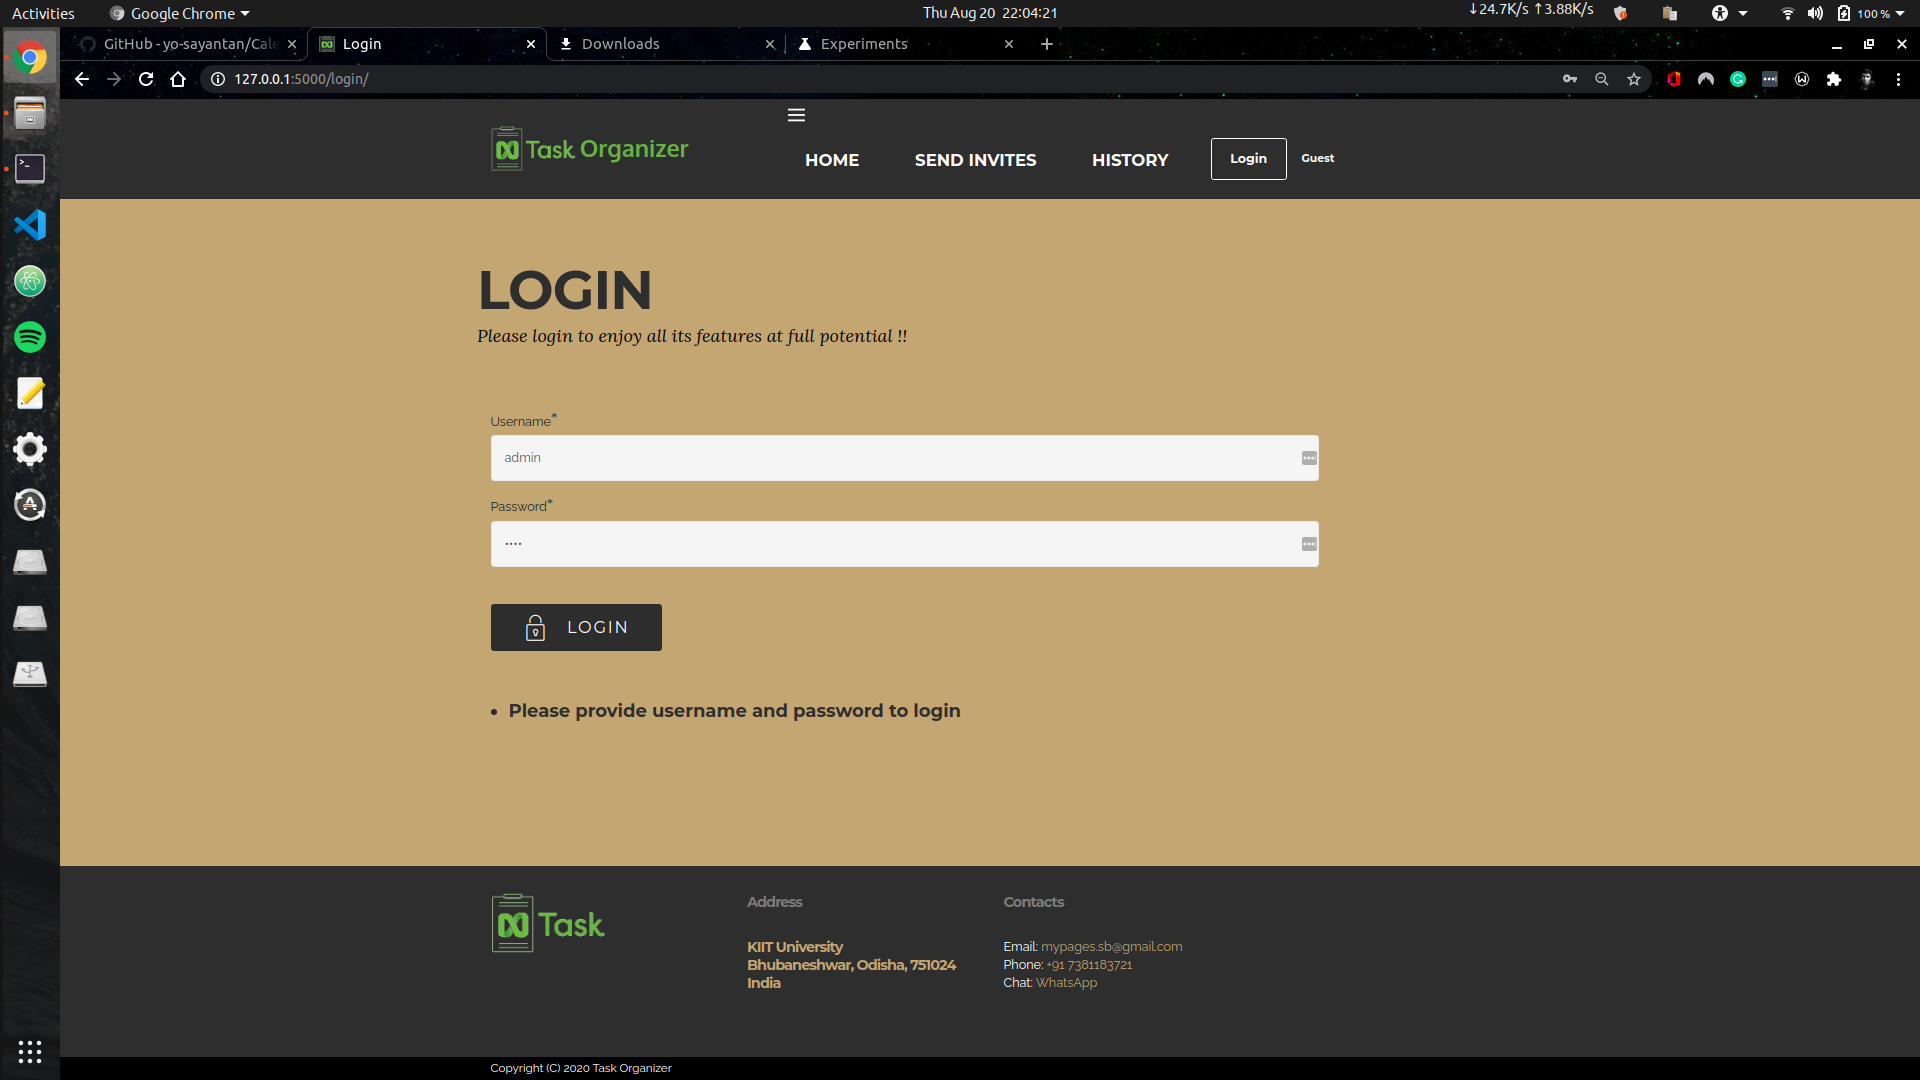 Activities
Google Chrome
Thu Aug 20 22:04:21
↓24.7K/s ↑3.88K/s
100 %
GitHub - yo-sayantan/Cale
Login
Downloads
Experiments
127.0.0.1:5000/login/
Task Organizer
HOME
SEND INVITES
HISTORY
Login
Guest
LOGIN
Please login to enjoy all its features at full potential !!
Username*
admin
Password*
••••
LOGIN
• Please provide username and password to login
Task
Address
KIIT University
Bhubaneshwar, Odisha, 751024
India
Contacts
Email: mypages.sb@gmail.com
Phone: +91 7381183721
Chat: WhatsApp
Copyright (C) 2020 Task Organizer